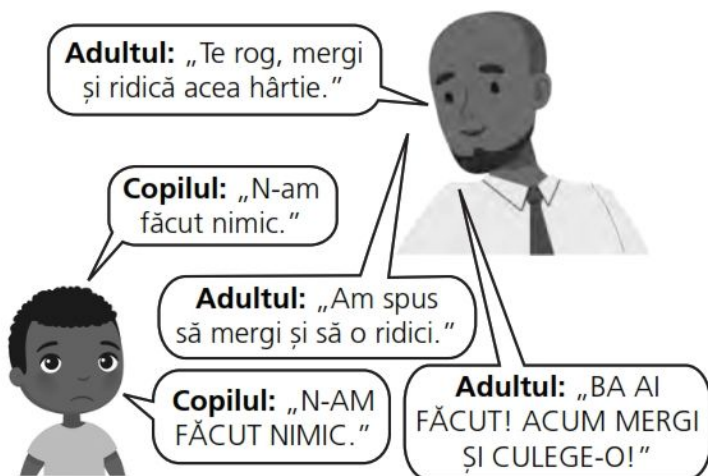 Adultul: „Te rog, mergi
și ridică acea hârtie.”
Copilul: „N-am
făcut nimic.”
Adultul: „Am spus
să mergi și să o ridici.”
Copilul: „N-AM
FĂCUT NIMIC.”
Adultul: „BA AI
FĂCUT! ACUM MERGI
ȘI CULEGE-O!”